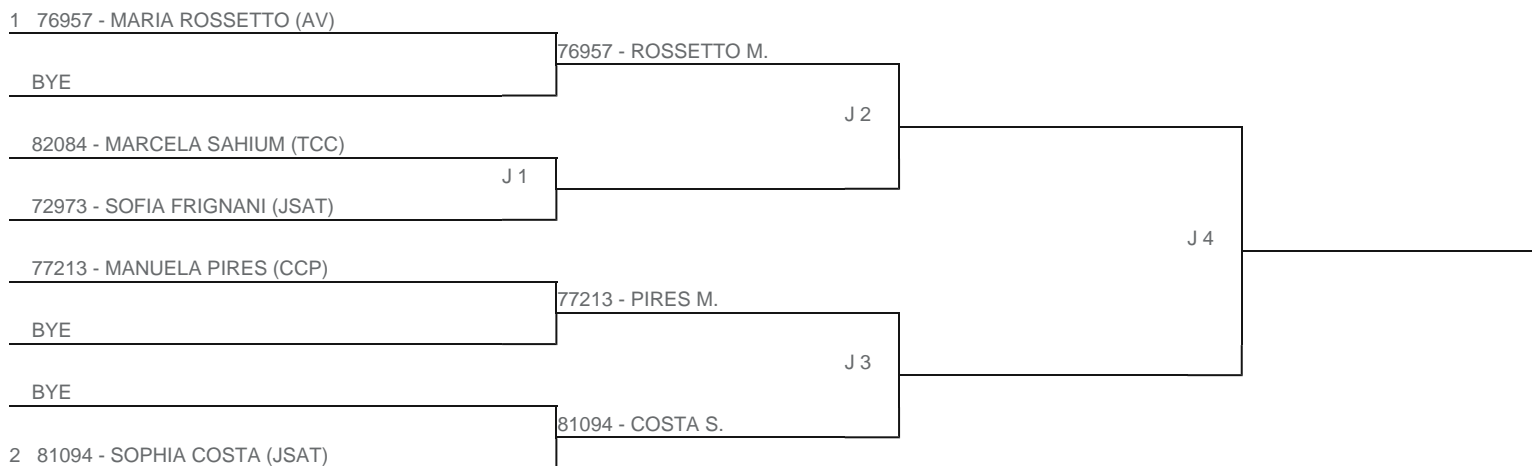 1 76957 - MARIA ROSSETTO (AV)
76957 - ROSSETTO M.
BYE
J 2
82084 - MARCELA SAHIUM (TCC)
J 1
72973 - SOFIA FRIGNANI (JSAT)
J 4
77213 - MANUELA PIRES (CCP)
77213 - PIRES M.
BYE
J 3
BYE
81094 - COSTA S.
2 81094 - SOPHIA COSTA (JSAT)